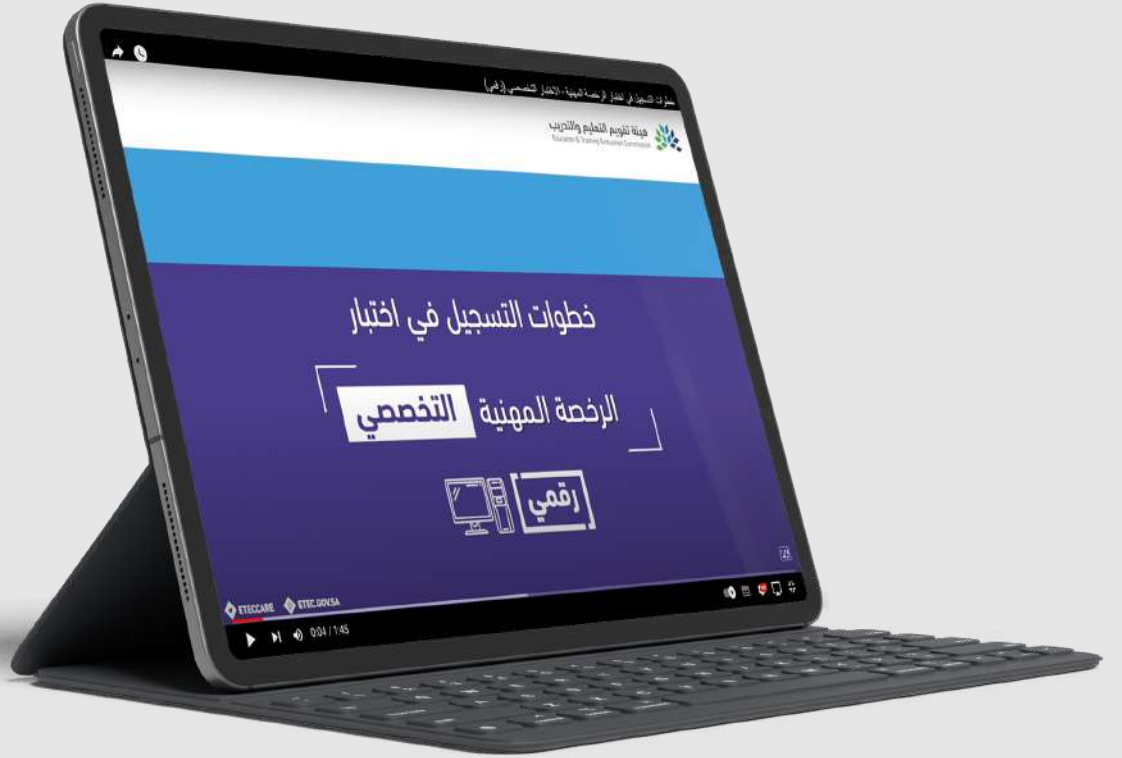 خطوات التسجيل في اختبار الرخصة المهنية - الاختبار التخصصي (رقمي)
هيئة تقويم التعليم والتدريب
Education & Training Evaluation Commission
خطوات التسجيل في اختبار
الرخصة المهنية التخصصي
رقمي
ETECCARE ETEC.GOV.SA
0:04 / 1:45